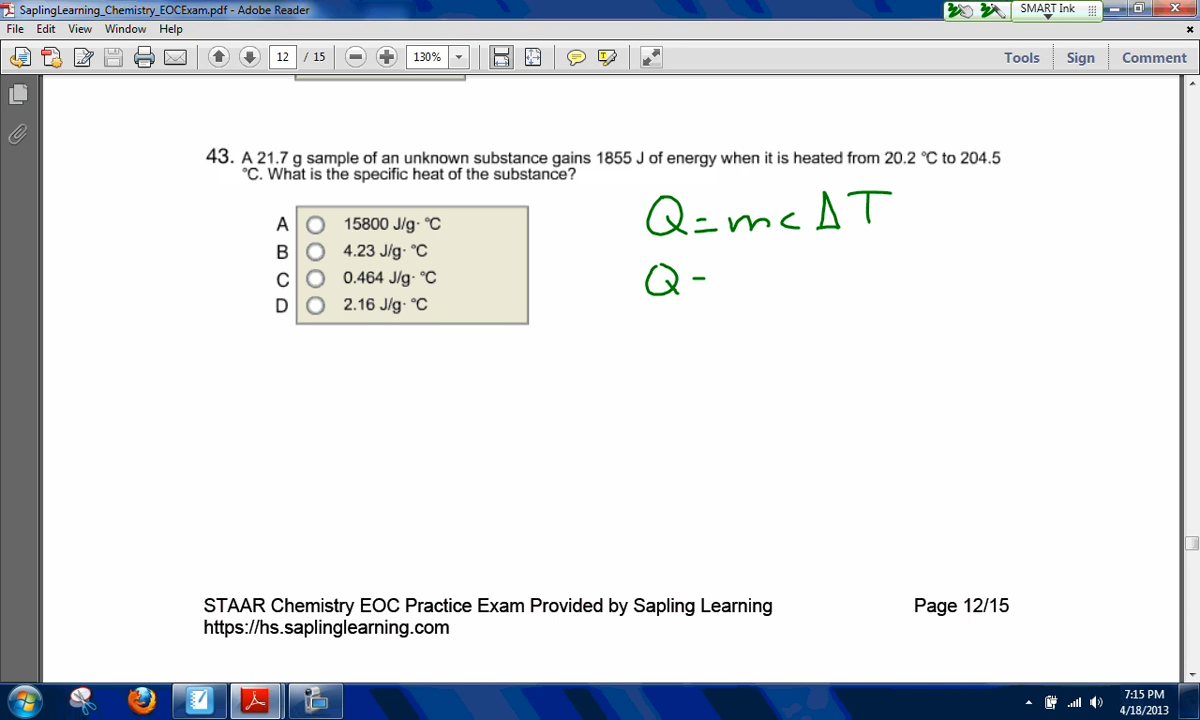 SaplingLearning_Chemistry_EOCExam.pdf - Adobe Reader
SMART Ink
File Edit View Window Help
12 / 15 130% Tools Sign Comment
43. A 21.7 g sample of an unknown substance gains 1855 J of energy when it is heated from 20.2 °C to 204.5
°C. What is the specific heat of the substance?
A 15800 J/g· °C
B 4.23 J/g· °C
C 0.464 J/g· °C
D 2.16 J/g· °C
Q = mcΔT
Q -
STAAR Chemistry EOC Practice Exam Provided by Sapling Learning Page 12/15
https://hs.saplinglearning.com
7:15 PM
4/18/2013